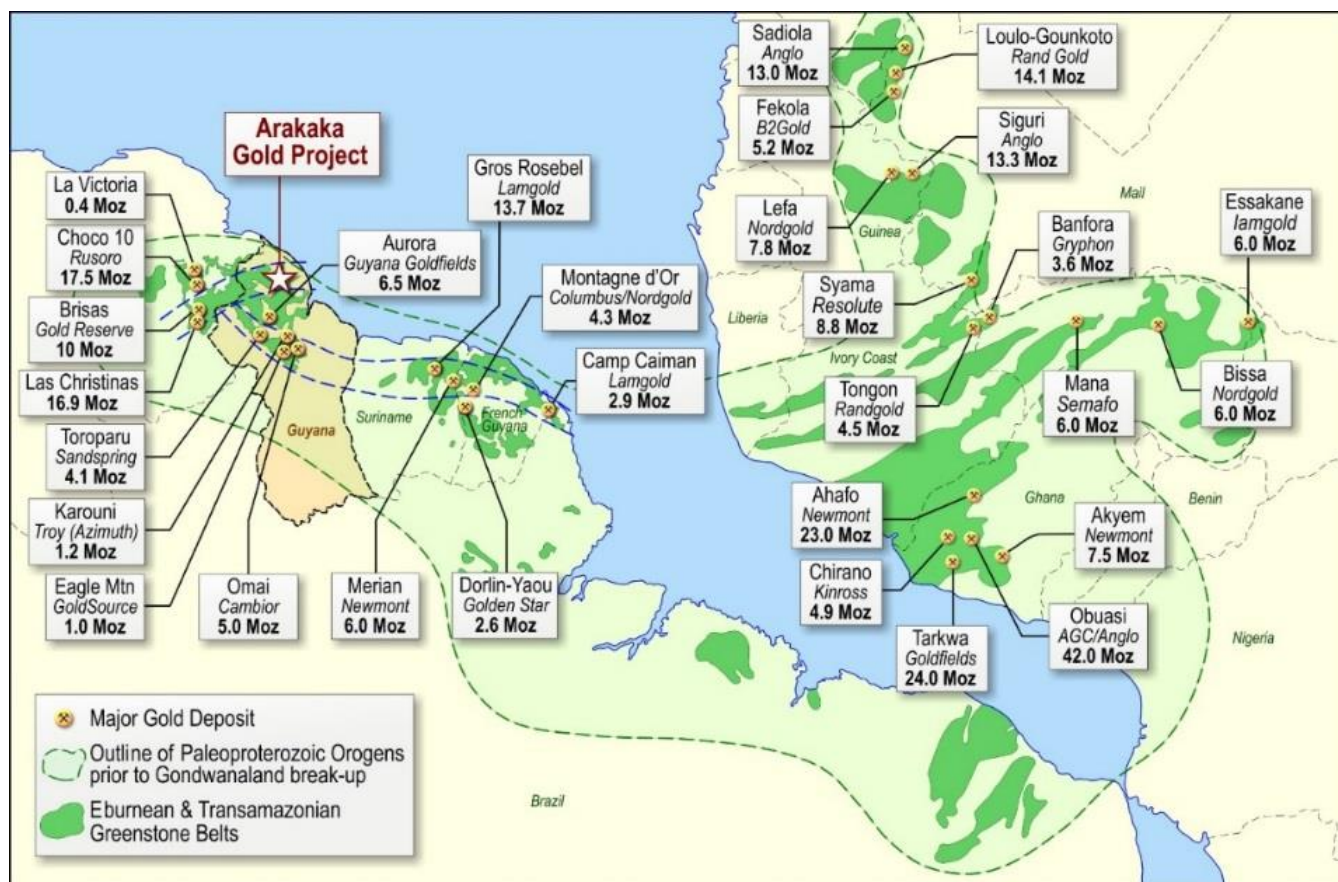 Sadiola
Anglo
13.0 Moz
Loulo-Gounkoto
Rand Gold
14.1 Moz
Fekola
B2Gold
5.2 Moz
Siguri
Anglo
13.3 Moz
Arakaka
Gold Project
Gros Rosebel
Lamgold
13.7 Moz
La Victoria
0.4 Moz
Mali
Essakane
Iamgold
6.0 Moz
Lefa
Nordgold
7.8 Moz
Guinea
Banfora
Gryphon
3.6 Moz
Choco 10
Rusoro
17.5 Moz
Aurora
Guyana Goldfields
6.5 Moz
Montagne d'Or
Columbus/Nordgold
4.3 Moz
Syama
Resolute
8.8 Moz
Brisas
Gold Reserve
10 Moz
Liberia
Ivory Coast
Camp Caiman
Lamgold
2.9 Moz
Las Christinas
16.9 Moz
Tongon
Randgold
4.5 Moz
Mana
Semafo
6.0 Moz
Bissa
Nordgold
6.0 Moz
Suriname
French
Guyana
Guyana
Toroparu
Sandspring
4.1 Moz
Karouni
Troy (Azimuth)
1.2 Moz
Ahafo
Newmont
23.0 Moz
Ghana
Benin
Akyem
Newmont
7.5 Moz
Eagle Mtn
GoldSource
1.0 Moz
Omai
Cambior
5.0 Moz
Merian
Newmont
6.0 Moz
Dorlin-Yaou
Golden Star
2.6 Moz
Chirano
Kinross
4.9 Moz
Obuasi
AGC/Anglo
42.0 Moz
Nigeria
Tarkwa
Goldfields
24.0 Moz
Major Gold Deposit
Outline of Paleoproterozoic Orogens
prior to Gondwanaland break-up
Eburnean & Transamazonian
Greenstone Belts
Brazil